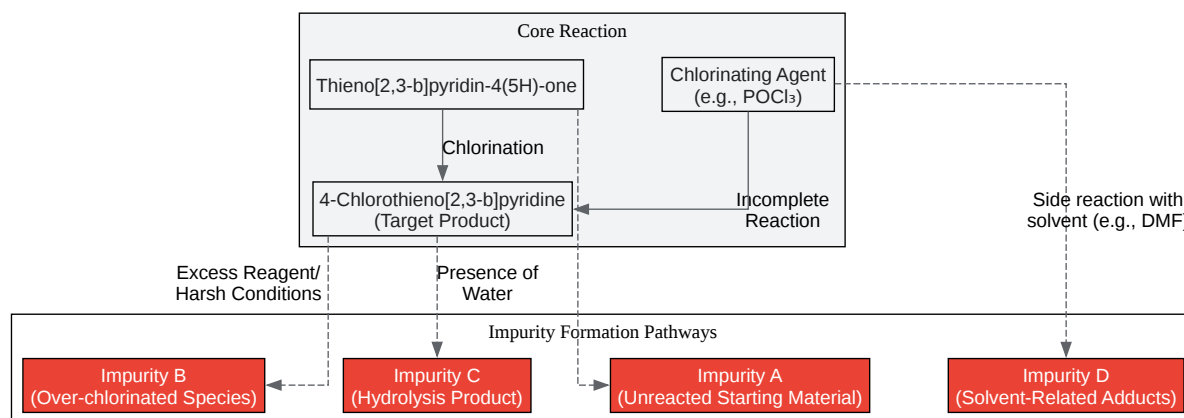 Core Reaction
Thieno[2,3-b]pyridin-4(5H)-one
Chlorinating Agent
(e.g., POCl₃)
Chlorination
4-Chlorothieno[2,3-b]pyridine
(Target Product)
Incomplete
Reaction
Side reaction with
solvent (e.g., DMF)
Excess Reagent/
Harsh Conditions
Presence of
Water
Impurity Formation Pathways
Impurity B
(Over-chlorinated Species)
Impurity C
(Hydrolysis Product)
Impurity A
(Unreacted Starting Material)
Impurity D
(Solvent-Related Adducts)